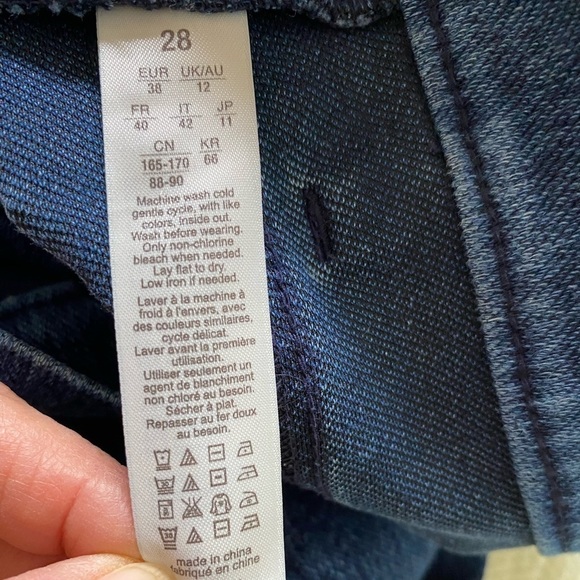 28
EUR UK/AU
38 12
FR IT JP
40 42 11
CN KR
165-170 66
88-90
Machine wash cold
gentle cycle, with like
colors, inside out.
Wash before wearing.
Only non-chlorine
bleach when needed.
Lay flat to dry.
Low iron if needed.
Laver à la machine à
froid à l'envers, avec
des couleurs similaires,
cycle délicat.
Laver avant la première
utilisation.
Utiliser seulement un
agent de blanchiment
non chloré au besoin.
Sécher à plat.
Repasser au fer doux
au besoin.
made in china
fabriqué en chine